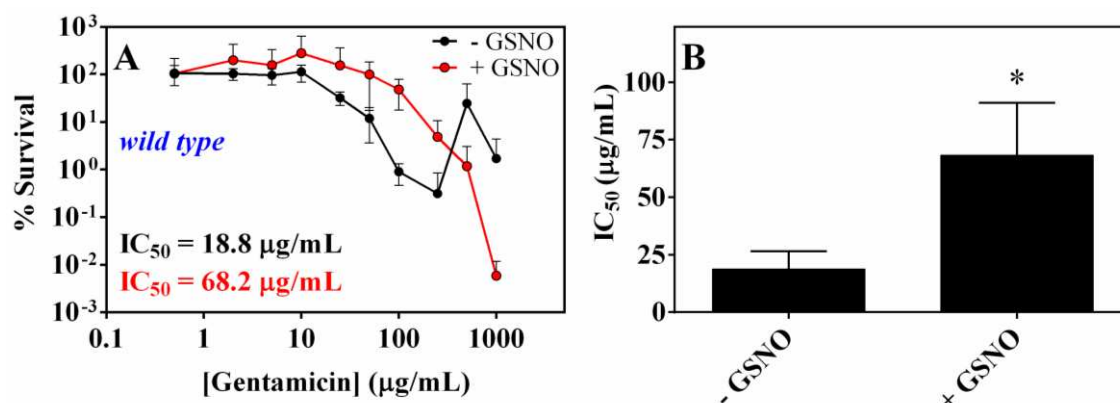 A
- GSNO
+ GSNO
10³
10²
10¹
10⁰
10⁻¹
10⁻²
10⁻³
% Survival
wild type
IC₅₀ = 18.8 μg/mL
IC₅₀ = 68.2 μg/mL
0.1
1
10
100
1000
[Gentamicin] (μg/mL)
B
*
100
75
50
25
0
IC₅₀ (μg/mL)
- GSNO
+ GSNO